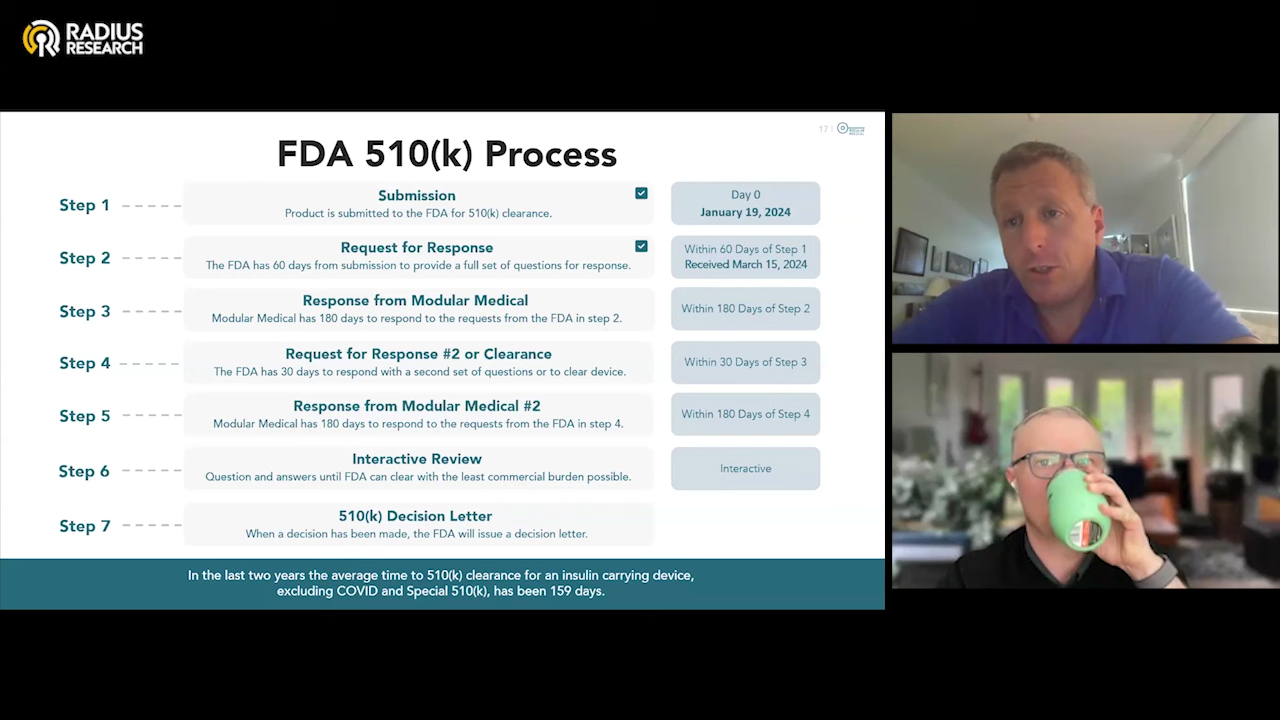 RADIUS
RESEARCH
17 |
MODULAR
MEDICAL
FDA 510(k) Process
Step 1
Submission
Product is submitted to the FDA for 510(k) clearance.
Day 0
January 19, 2024
Step 2
Request for Response
The FDA has 60 days from submission to provide a full set of questions for response.
Within 60 Days of Step 1
Received March 15, 2024
Step 3
Response from Modular Medical
Modular Medical has 180 days to respond to the requests from the FDA in step 2.
Within 180 Days of Step 2
Step 4
Request for Response #2 or Clearance
The FDA has 30 days to respond with a second set of questions or to clear device.
Within 30 Days of Step 3
Step 5
Response from Modular Medical #2
Modular Medical has 180 days to respond to the requests from the FDA in step 4.
Within 180 Days of Step 4
Step 6
Interactive Review
Question and answers until FDA can clear with the least commercial burden possible.
Interactive
Step 7
510(k) Decision Letter
When a decision has been made, the FDA will issue a decision letter.
In the last two years the average time to 510(k) clearance for an insulin carrying device,
excluding COVID and Special 510(k), has been 159 days.